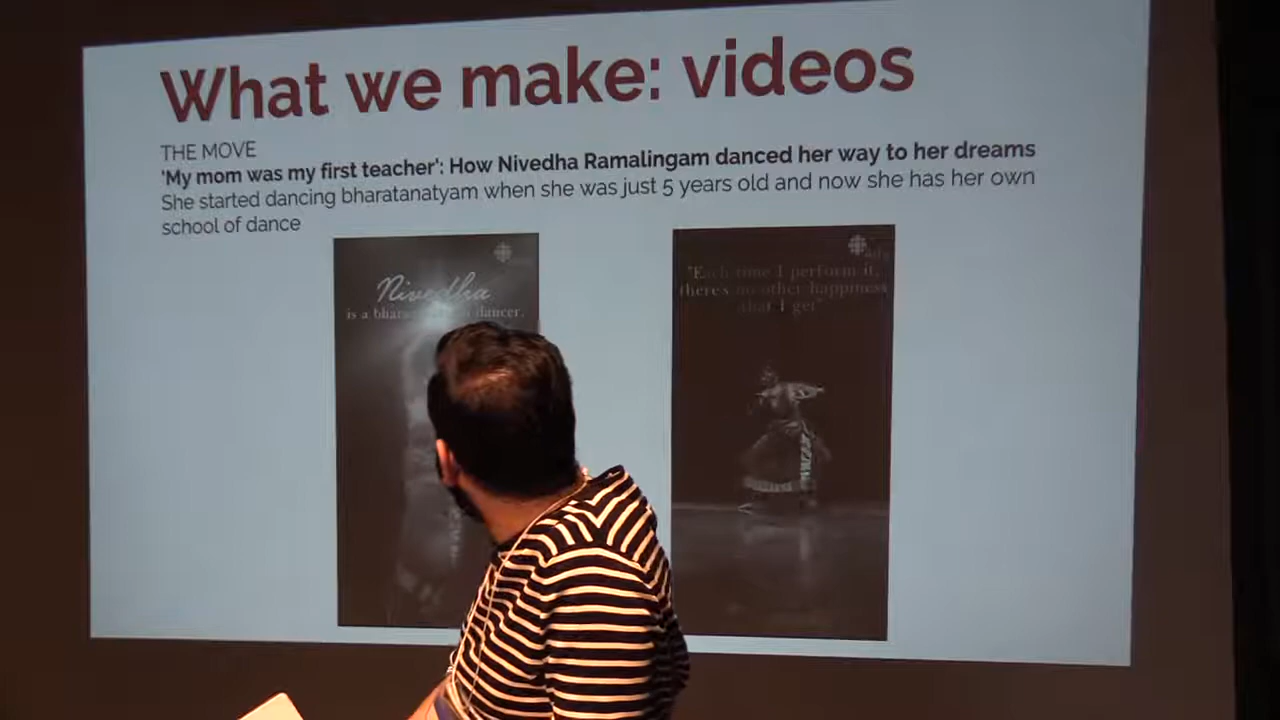 What we make: videos
THE MOVE
'My mom was my first teacher': How Nivedha Ramalingam danced her way to her dreams
She started dancing bharatanatyam when she was just 5 years old and now she has her own
school of dance
Nivedha
is a dancer.
"Each time I perform it,
there's no other happiness
that I get"